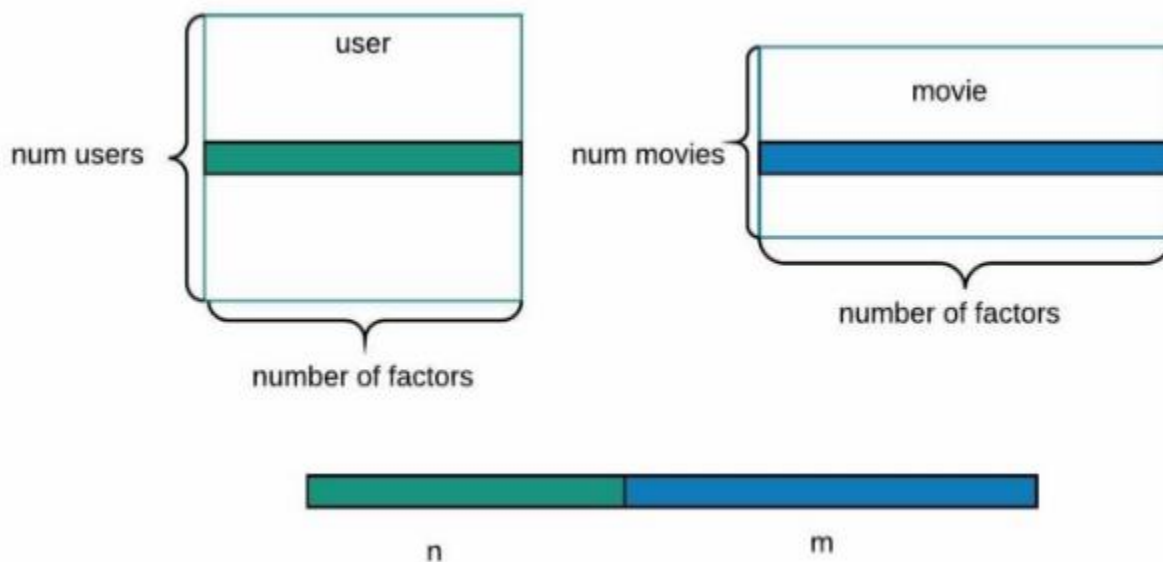 user
movie
num users
num movies
number of factors
number of factors
n
m